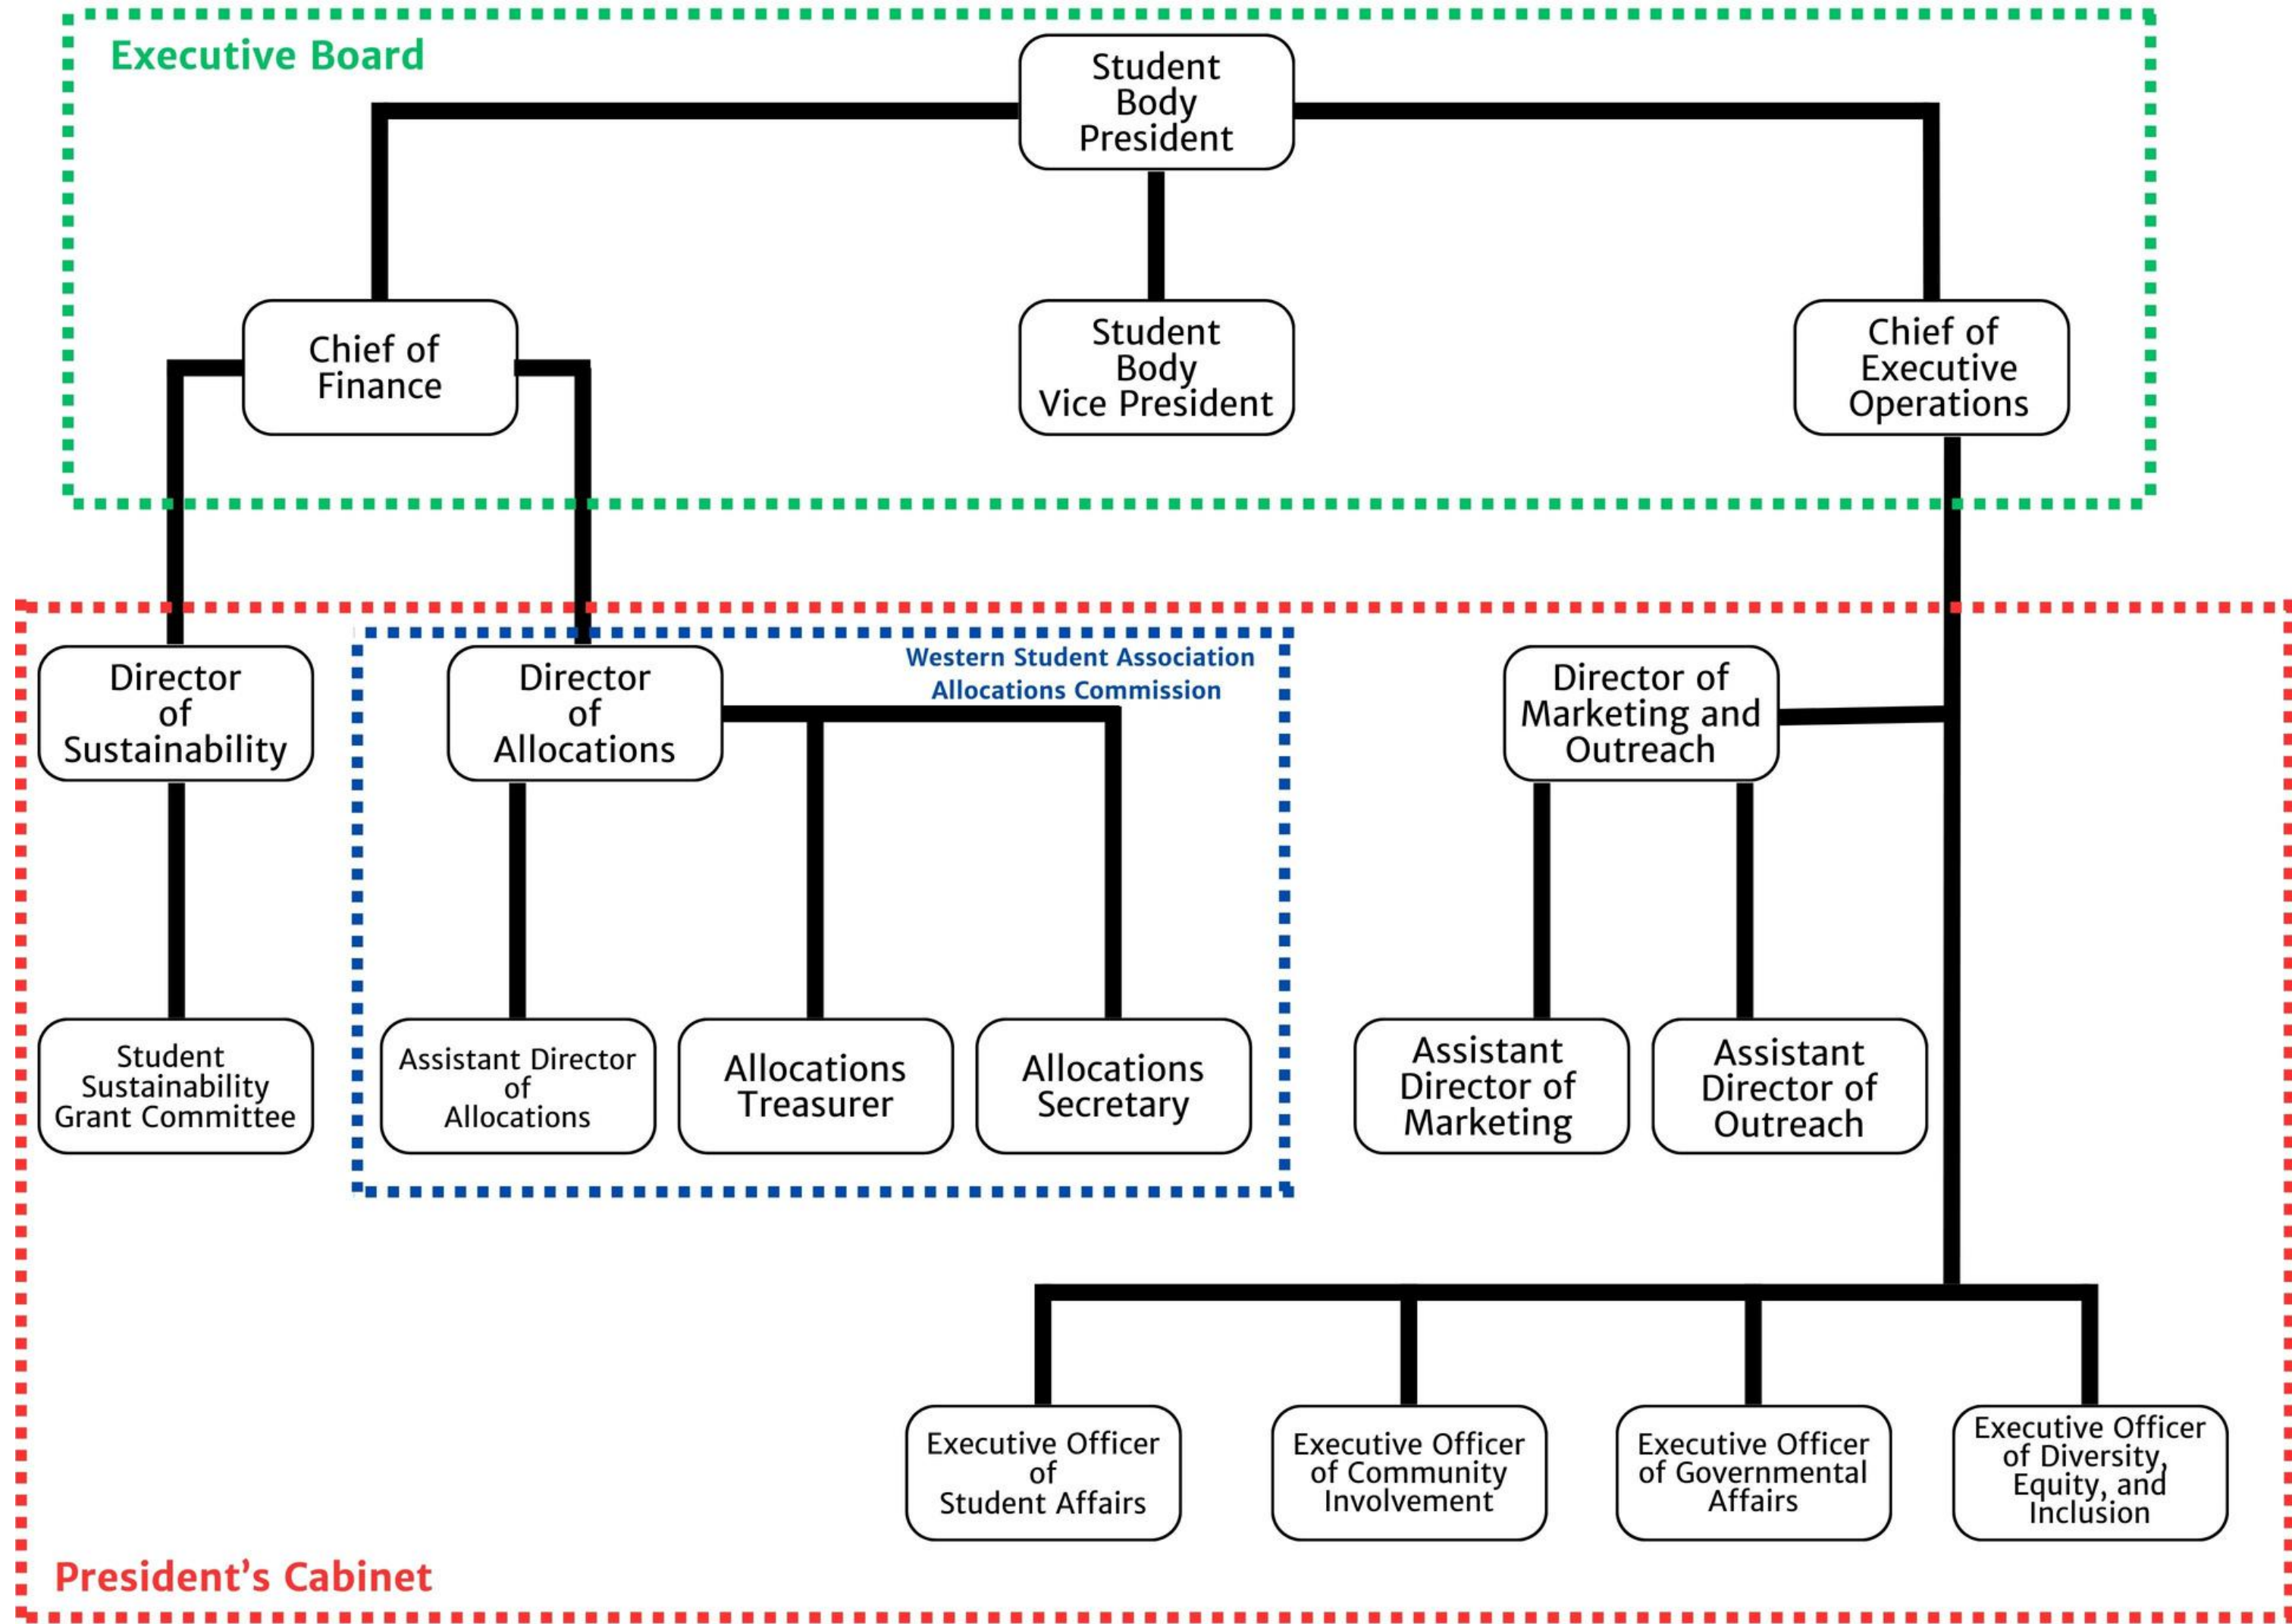 Executive Board
Student
Body
President
Chief of
Finance
Student
Body
Vice President
Chief of
Executive
Operations
Director
of
Sustainability
Director
of
Allocations
Western Student Association
Allocations Commission
Director of
Marketing and
Outreach
Student
Sustainability
Grant Committee
Assistant Director
of
Allocations
Allocations
Treasurer
Allocations
Secretary
Assistant
Director of
Marketing
Assistant
Director of
Outreach
Executive Officer
of
Student Affairs
Executive Officer
of Community
Involvement
Executive Officer
of Governmental
Affairs
Executive Officer
of Diversity,
Equity, and
Inclusion
President’s Cabinet